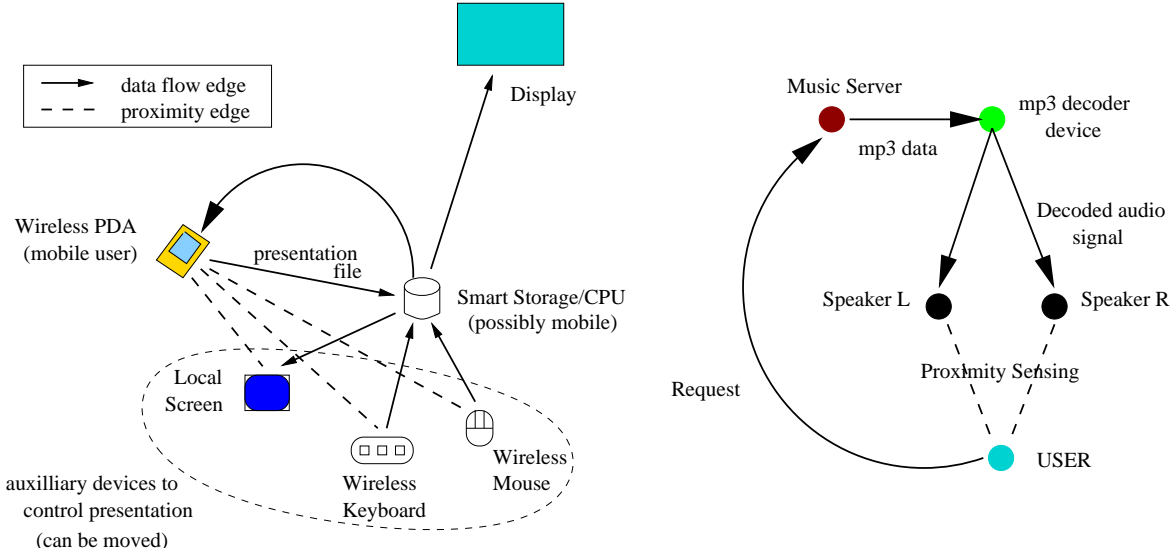 data flow edge
proximity edge
Display
Wireless PDA
(mobile user)
presentation
file
Smart Storage/CPU
(possibly mobile)
Local
Screen
Wireless
Mouse
Wireless
Keyboard
auxilliary devices to
control presentation
(can be moved)
Music Server
mp3 decoder
device
mp3 data
Decoded audio
signal
Speaker L
Speaker R
Proximity Sensing
Request
USER